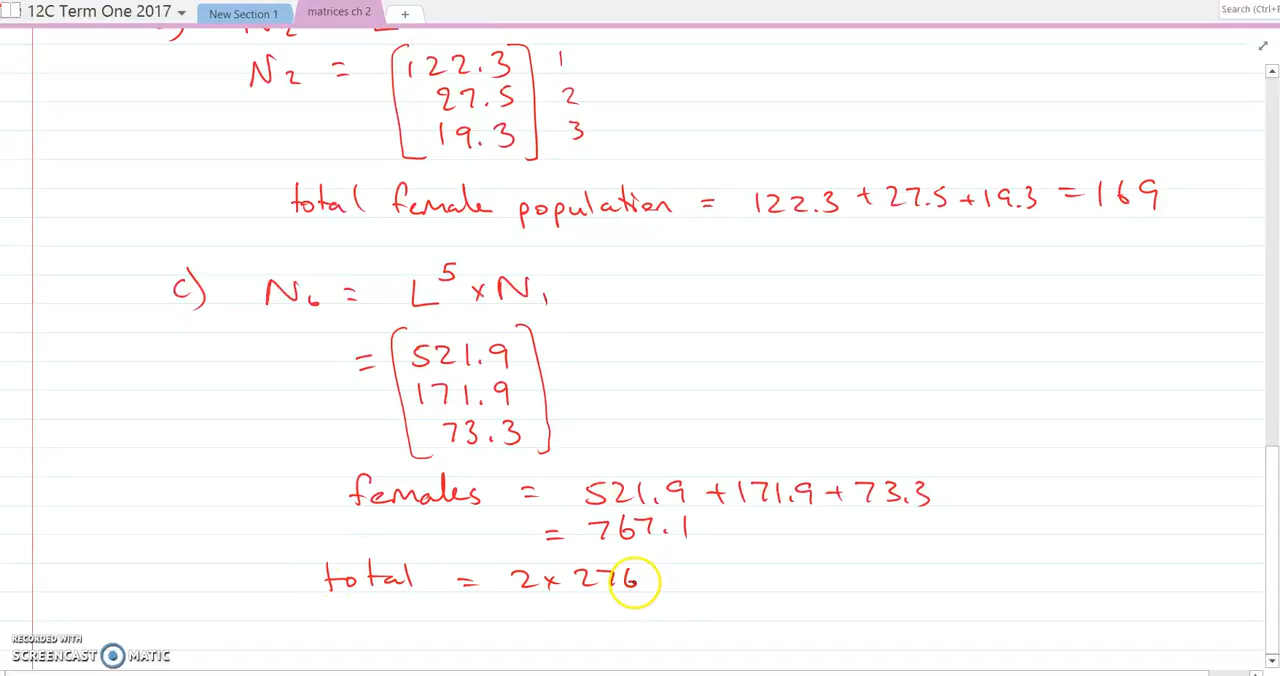 12C Term One 2017 New Section 1 matrices ch 2 + Search (Ctrl+E
N2 = [122.3 1
27.5 2
19.3] 3
total female population = 122.3 + 27.5 + 19.3 = 169
c) N6 = L^5 × N1
= [521.9
171.9
73.3]
females = 521.9 + 171.9 + 73.3
= 767.1
total = 2 × 276
RECORDED WITH
SCREENCAST MATIC